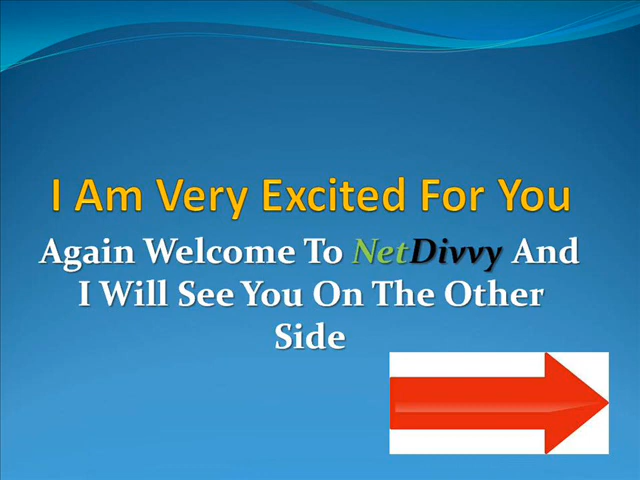 I Am Very Excited For You
Again Welcome To NetDivvy And
I Will See You On The Other
Side